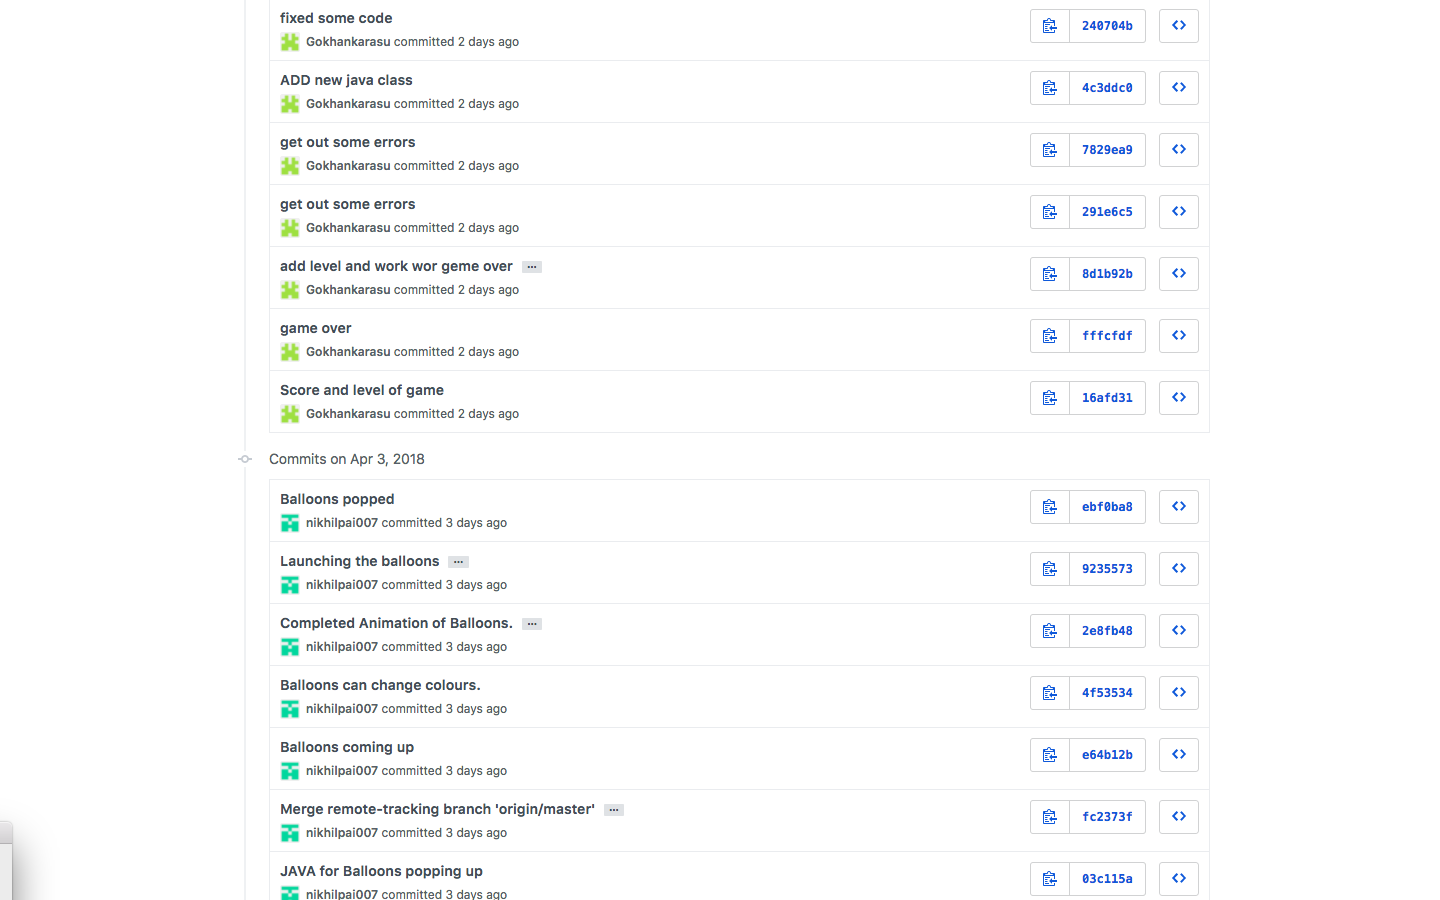 fixed some code
240704b
Gokhankarasu committed 2 days ago
ADD new java class
4c3ddc0
Gokhankarasu committed 2 days ago
get out some errors
7829ea9
Gokhankarasu committed 2 days ago
get out some errors
291e6c5
Gokhankarasu committed 2 days ago
add level and work wor geme over ...
8d1b92b
Gokhankarasu committed 2 days ago
game over
fffcfdf
Gokhankarasu committed 2 days ago
Score and level of game
16afd31
Gokhankarasu committed 2 days ago
Commits on Apr 3, 2018
Balloons popped
ebf0ba8
nikhilpai007 committed 3 days ago
Launching the balloons ...
9235573
nikhilpai007 committed 3 days ago
Completed Animation of Balloons. ...
2e8fb48
nikhilpai007 committed 3 days ago
Balloons can change colours.
4f53534
nikhilpai007 committed 3 days ago
Balloons coming up
e64b12b
nikhilpai007 committed 3 days ago
Merge remote-tracking branch 'origin/master' ...
fc2373f
nikhilpai007 committed 3 days ago
JAVA for Balloons popping up
03c115a
nikhilpai007 committed 3 days ago